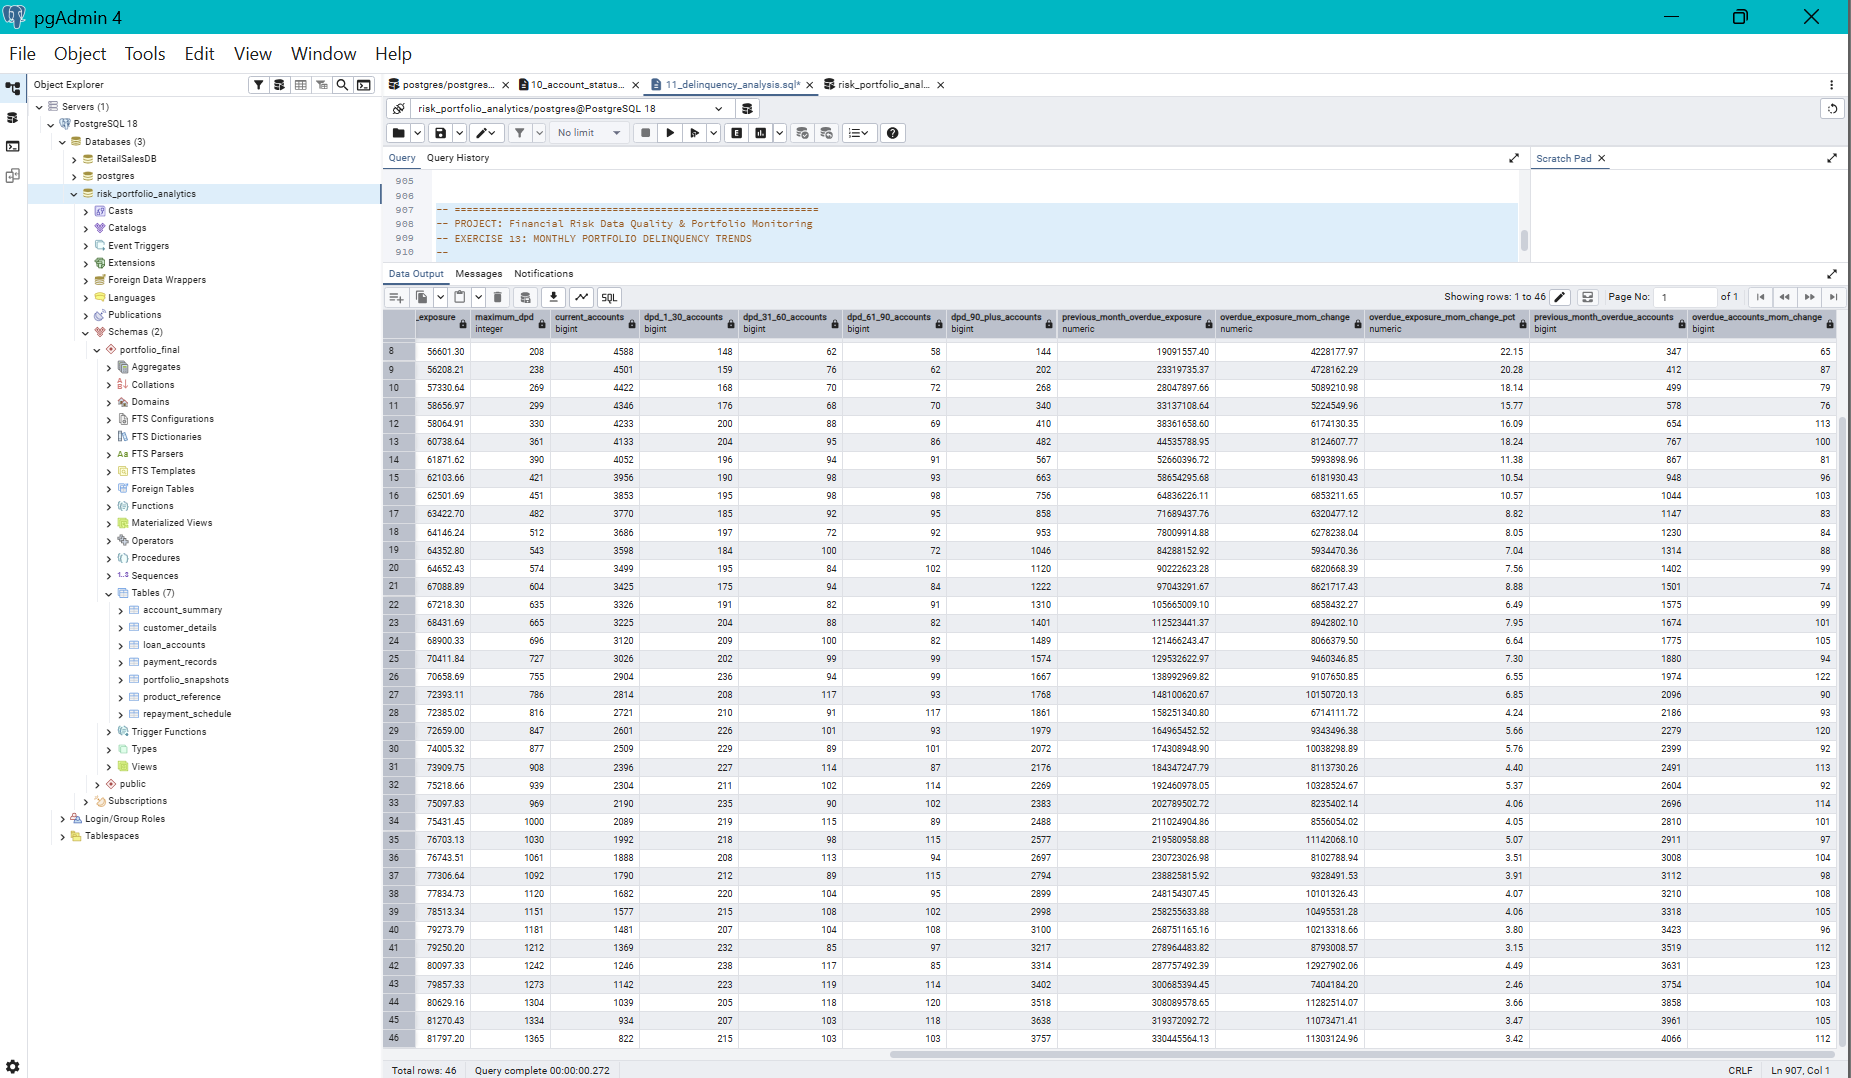 pgAdmin 4
File Object Tools Edit View Window Help
Object Explorer
postgres/postgres... 10_account_status... 11_delinquency_analysis.sql* risk_portfolio_anal...
Servers (1)
PostgreSQL 18
Databases (3)
RetailSalesDB
postgres
risk_portfolio_analytics
Casts
Catalogs
Event Triggers
Extensions
Foreign Data Wrappers
Languages
Publications
Schemas (2)
portfolio_final
Aggregates
Collations
Domains
FTS Configurations
FTS Dictionaries
FTS Parsers
FTS Templates
Foreign Tables
Functions
Materialized Views
Operators
Procedures
Sequences
Tables (7)
account_summary
customer_details
loan_accounts
payment_records
portfolio_snapshots
product_reference
repayment_schedule
Trigger Functions
Types
Views
public
Subscriptions
Login/Group Roles
Tablespaces
risk_portfolio_analytics/postgres@PostgreSQL 18
No limit
Query Query History
Scratch Pad
905
906
907 -- ============================================================
908 -- PROJECT: Financial Risk Data Quality & Portfolio Monitoring
909 -- EXERCISE 13: MONTHLY PORTFOLIO DELINQUENCY TRENDS
910 --
Data Output Messages Notifications
SQL Showing rows: 1 to 46 Page No: 1 of 1
_exposure maximum_dpd current_accounts dpd_1_30_accounts dpd_31_60_accounts dpd_61_90_accounts dpd_90_plus_accounts previous_month_overdue_exposure overdue_exposure_mom_change overdue_exposure_mom_change_pct previous_month_overdue_accounts overdue_accounts_mom_change
integer bigint bigint bigint bigint bigint numeric numeric numeric bigint bigint
8 56601.30 208 4588 148 62 58 144 19091557.40 4228177.97 22.15 347 65
9 56208.21 238 4501 159 76 62 202 23319735.37 4728162.29 20.28 412 87
10 57330.64 269 4422 168 70 72 268 28047897.66 5089210.98 18.14 499 79
11 58656.97 299 4346 176 68 70 340 33137108.64 5224549.96 15.77 578 76
12 58064.91 330 4233 200 88 69 410 38361658.60 6174130.35 16.09 654 113
13 60738.64 361 4133 204 95 86 482 44535788.95 8124607.77 18.24 767 100
14 61871.62 390 4052 196 94 91 567 52660396.72 5993898.96 11.38 867 81
15 62103.66 421 3956 190 98 93 663 58654295.68 6181930.43 10.54 948 96
16 62501.69 451 3853 195 98 98 756 64836226.11 6853211.65 10.57 1044 103
17 63422.70 482 3770 185 92 95 858 71689437.76 6320477.12 8.82 1147 83
18 64146.24 512 3686 197 72 92 953 78009914.88 6278238.04 8.05 1230 84
19 64352.80 543 3598 184 100 72 1046 84288152.92 5934470.36 7.04 1314 88
20 64652.43 574 3499 195 84 102 1120 90222623.28 6820668.39 7.56 1402 99
21 67088.89 604 3425 175 94 84 1222 97043291.67 8621717.43 8.88 1501 74
22 67218.30 635 3326 191 82 91 1310 105665009.10 6858432.27 6.49 1575 99
23 68431.69 665 3225 204 88 82 1401 112523441.37 8942802.10 7.95 1674 101
24 68900.33 696 3120 209 100 82 1489 121466243.47 8066379.50 6.64 1775 105
25 70411.84 727 3026 202 99 99 1574 129532622.97 9460346.85 7.30 1880 94
26 70658.69 755 2904 236 94 99 1667 138992969.82 9107650.85 6.55 1974 122
27 72393.11 786 2814 208 117 93 1768 148100620.67 10150720.13 6.85 2096 90
28 72385.02 816 2721 210 91 117 1861 158251340.80 6714111.72 4.24 2186 93
29 72659.00 847 2601 226 101 93 1979 164965452.52 9343496.38 5.66 2279 120
30 74005.32 877 2509 229 89 101 2072 174308948.90 10038298.89 5.76 2399 92
31 73909.75 908 2396 227 114 87 2176 184347247.79 8113730.26 4.40 2491 113
32 75218.66 939 2304 211 102 114 2269 192460978.05 10328524.67 5.37 2604 92
33 75097.83 969 2190 235 90 102 2383 202789502.72 8235402.14 4.06 2696 114
34 75431.45 1000 2089 219 115 89 2488 211024904.86 8556054.02 4.05 2810 101
35 76703.13 1030 1992 218 98 115 2577 219580958.88 11142068.10 5.07 2911 97
36 76743.51 1061 1888 208 113 94 2697 230723026.98 8102788.94 3.51 3008 104
37 77306.64 1092 1790 212 89 115 2794 238825815.92 9328491.53 3.91 3112 98
38 77834.73 1120 1682 220 104 95 2899 248154307.45 10101326.43 4.07 3210 108
39 78513.34 1151 1577 215 108 102 2998 258255633.88 10495531.28 4.06 3318 105
40 79273.79 1181 1481 207 104 108 3100 268751165.16 10213318.66 3.80 3423 96
41 79250.20 1212 1369 232 85 97 3217 278964483.82 8793008.57 3.15 3519 112
42 80097.33 1242 1246 238 117 85 3314 287757492.39 12927902.06 4.49 3631 123
43 79857.33 1273 1142 223 119 114 3402 300685394.45 7404184.20 2.46 3754 104
44 80629.16 1304 1039 205 118 120 3518 308089578.65 11282514.07 3.66 3858 103
45 81270.43 1334 934 207 103 118 3638 319372092.72 11073471.41 3.47 3961 105
46 81797.20 1365 822 215 103 103 3757 330445564.13 11303124.96 3.42 4066 112
Total rows: 46 Query complete 00:00:00.272 CRLF Ln 907, Col 1